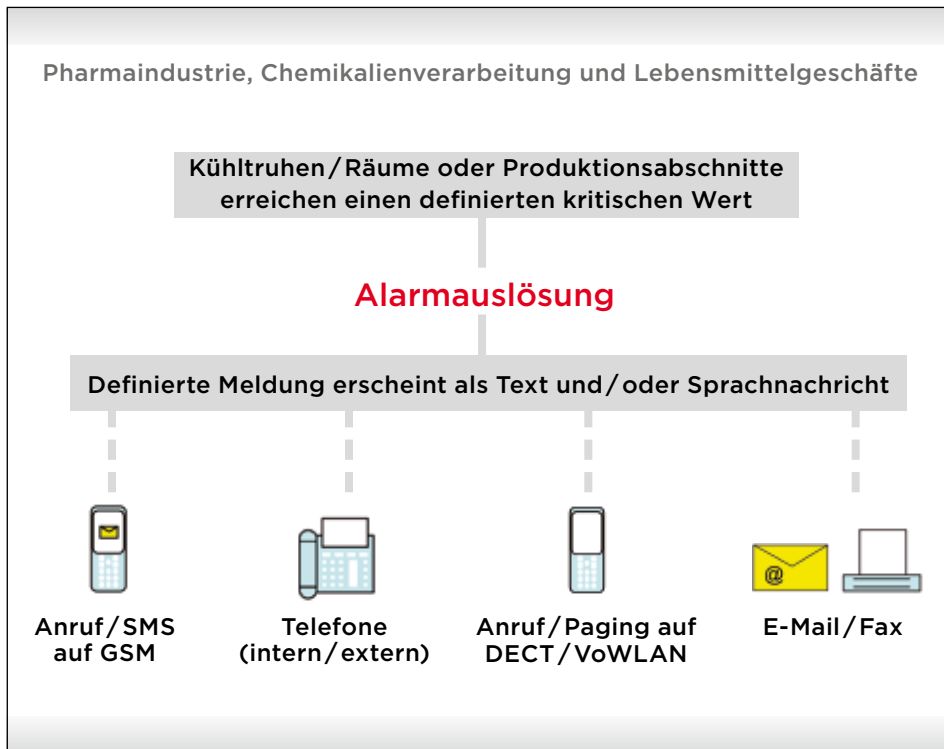 Pharmaindustrie, Chemikalienverarbeitung und Lebensmittelgeschäfte
Kühltruhen/Räume oder Produktionsabschnitte
erreichen einen definierten kritischen Wert
Alarmauslösung
Definierte Meldung erscheint als Text und/oder Sprachnachricht
@
Anruf/SMS
auf GSM
Telefone
(intern/extern)
Anruf/Paging auf
DECT/VoWLAN
E-Mail/Fax